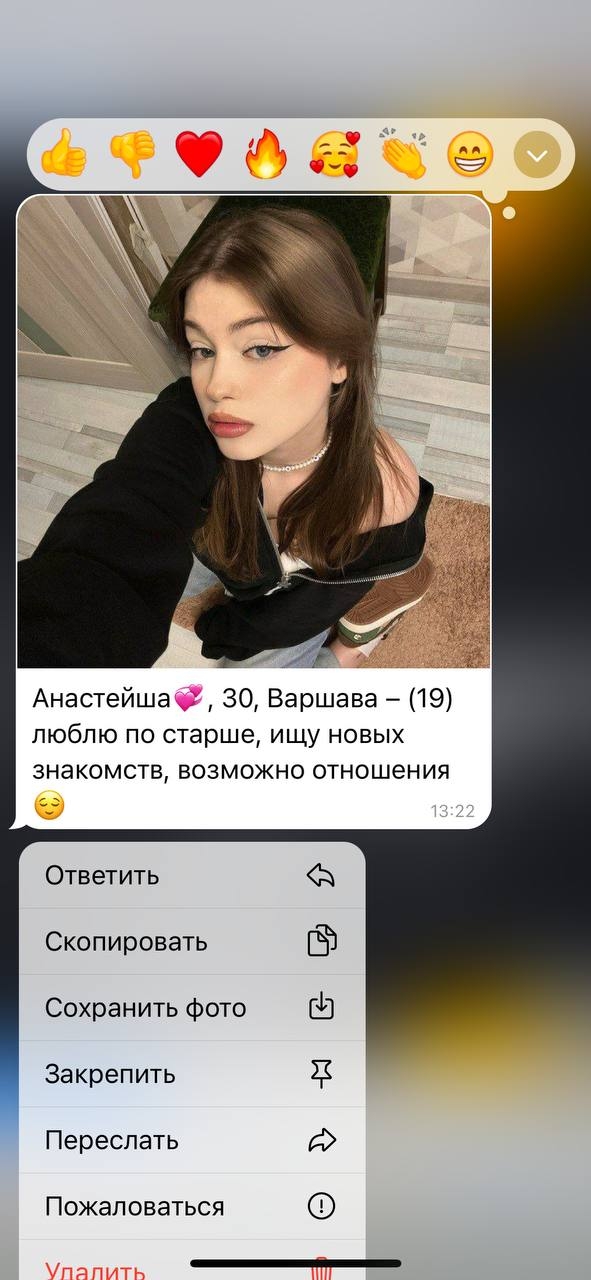 Анастейша💞, 30, Варшава – (19)
люблю по старше, ищу новых
знакомств, возможно отношения
😌
13:22
Ответить
Скопировать
Сохранить фото
Закрепить
Переслать
Пожаловаться
Удалить